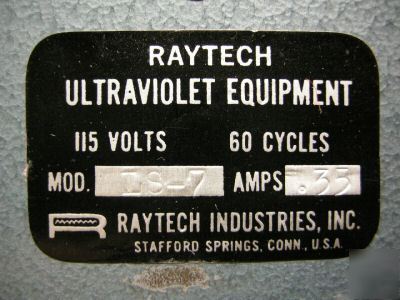 RAYTECH
ULTRAVIOLET EQUIPMENT
115 VOLTS 60 CYCLES
MOD. LS-7 AMPS .35
R RAYTECH INDUSTRIES, INC.
STAFFORD SPRINGS, CONN., U.S.A.